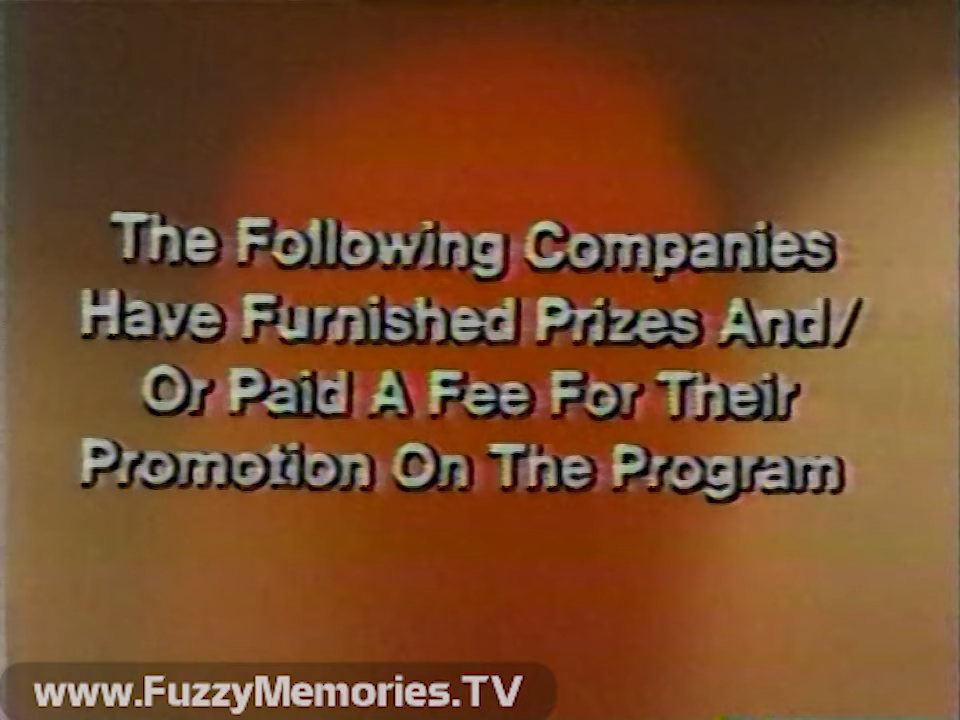 The Following Companies
Have Furnished Prizes And/
Or Paid A Fee For Their
Promotion On The Program
www.FuzzyMemories.TV